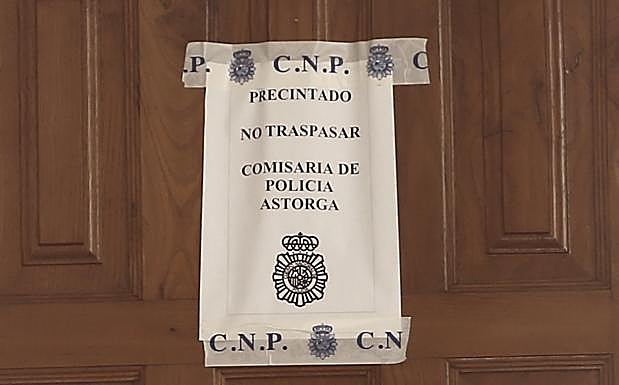 .P. C.N.P. C
PRECINTADO
NO TRASPASAR
COMISARIA DE
POLICIA
ASTORGA
C.N.P. C.N